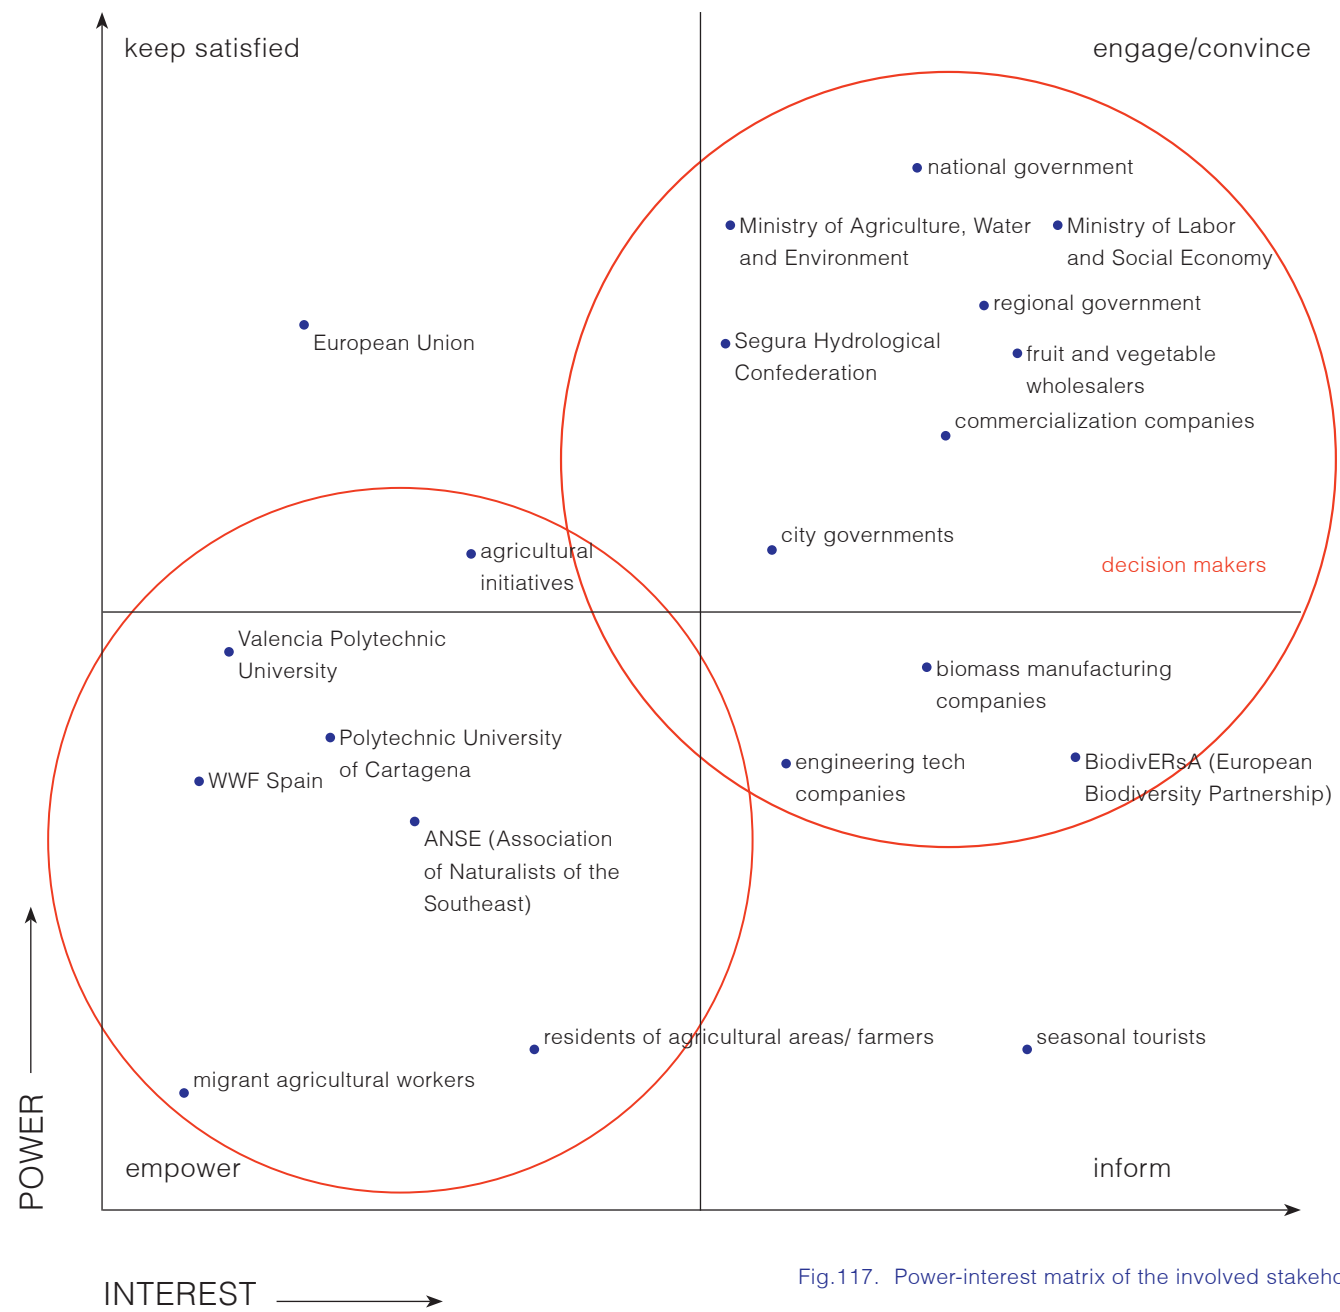 keep satisfied
engage/convince
national government
Ministry of Agriculture, Water
and Environment
Ministry of Labor
and Social Economy
regional government
European Union
Segura Hydrological
Confederation
fruit and vegetable
wholesalers
commercialization companies
city governments
agricultural
initiatives
decision makers
Valencia Polytechnic
University
biomass manufacturing
companies
Polytechnic University
of Cartagena
WWF Spain
engineering tech
companies
BiodivERsA (European
Biodiversity Partnership)
ANSE (Association
of Naturalists of the
Southeast)
residents of agricultural areas/ farmers
seasonal tourists
migrant agricultural workers
POWER
empower
inform
INTEREST
Fig.117. Power-interest matrix of the involved